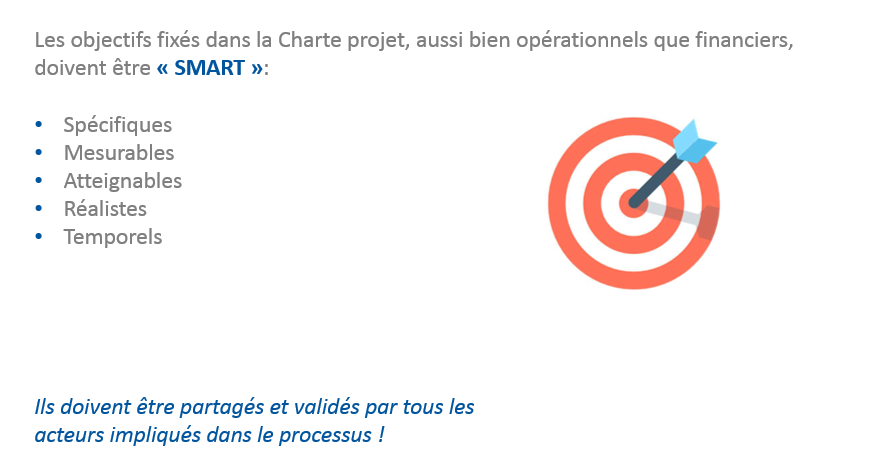 Les objectifs fixés dans la Charte projet, aussi bien opérationnels que financiers,
doivent être « SMART »:
• Spécifiques
• Mesurables
• Atteignables
• Réalistes
• Temporels
Ils doivent être partagés et validés par tous les
acteurs impliqués dans le processus !